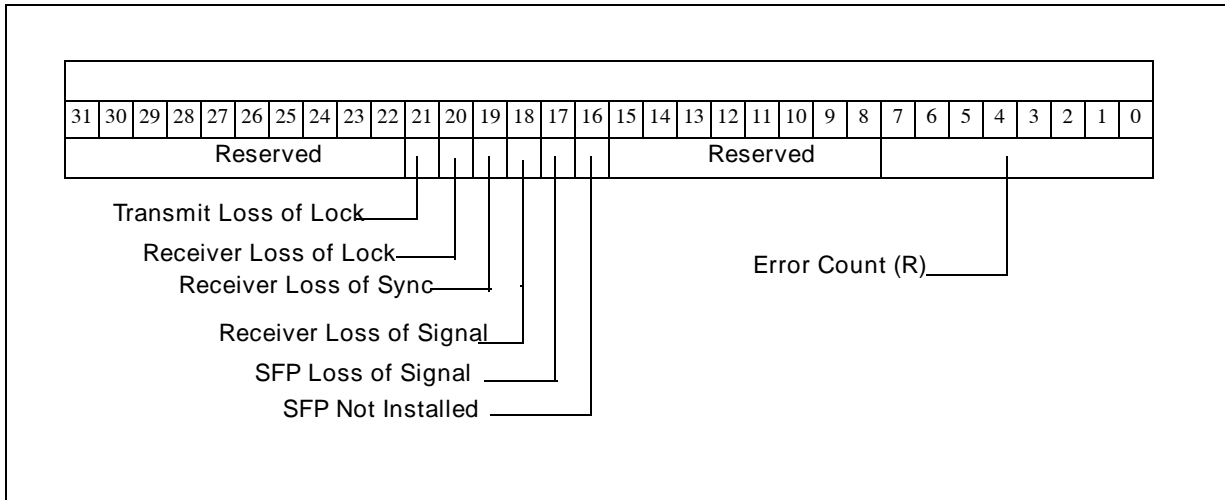 31 30 29 28 27 26 25 24 23 22 21 20 19 18 17 16 15 14 13 12 11 10 9 8 7 6 5 4 3 2 1 0
Reserved Reserved
Transmit Loss of Lock
Receiver Loss of Lock
Error Count (R)
Receiver Loss of Sync
Receiver Loss of Signal
SFP Loss of Signal
SFP Not Installed